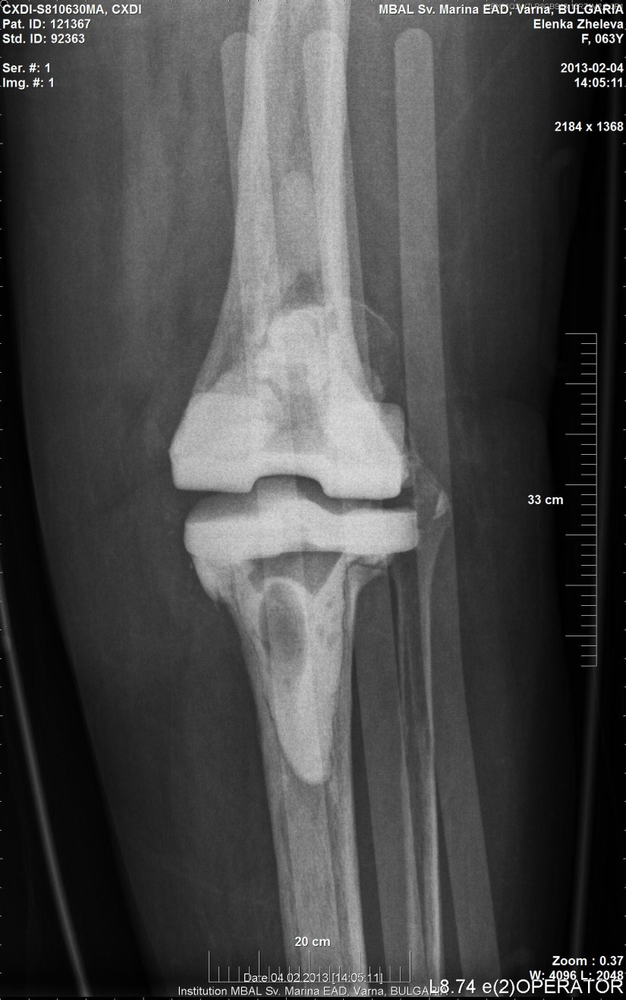 CXDI-S810630MA, CXDI
Pat. ID: 121367
Std. ID: 92363
Ser. #: 1
Img. #: 1
MBAL Sv. Marina EAD, Varna, BULGARIA
Elenka Zheleva
F, 063Y
2013-02-04
14:05:11
2184 x 1368
33 cm
20 cm
Date 04.02.2013 [14:05:11]
Institution MBAL Sv. Marina EAD, Varna, BULGARIA
Zoom : 0.37
W: 4096 L: 2048
L8.74 e(2)OPERATOR